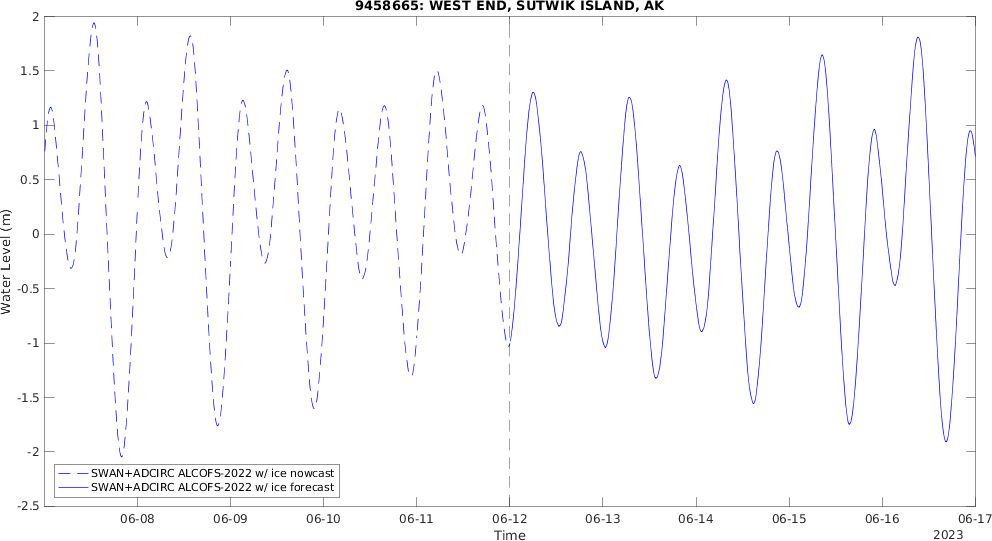 9458665: WEST END, SUTWIK ISLAND, AK
2
1.5
1
0.5
0
-0.5
-1
-1.5
-2
-2.5
Water Level (m)
SWAN+ADCIRC ALCOFS-2022 w/ ice nowcast
SWAN+ADCIRC ALCOFS-2022 w/ ice forecast
06-08 06-09 06-10 06-11 06-12 06-13 06-14 06-15 06-16 06-17
Time
2023